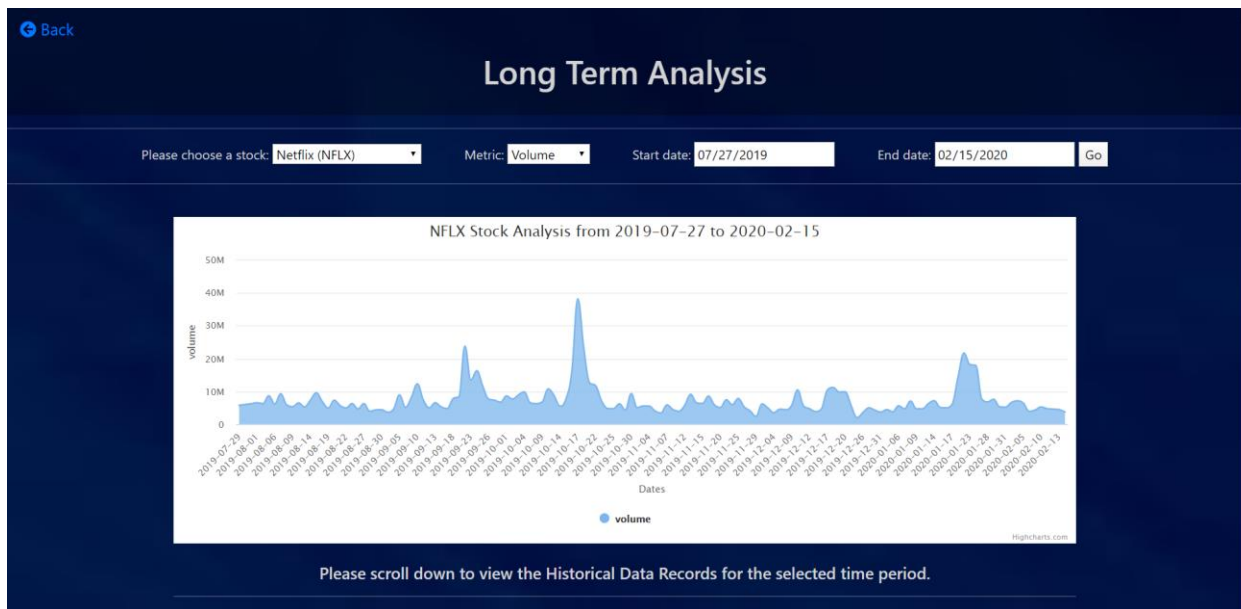 Back
Long Term Analysis
Please choose a stock: Netflix (NFLX) Metric: Volume Start date: 07/27/2019 End date: 02/15/2020 Go
NFLX Stock Analysis from 2019-07-27 to 2020-02-15
50M
40M
30M
20M
10M
0
volume
2019-07-29 2019-08-01 2019-08-06 2019-08-09 2019-08-14 2019-08-19 2019-08-22 2019-08-27 2019-08-30 2019-09-05 2019-09-10 2019-09-13 2019-09-18 2019-09-23 2019-09-26 2019-10-01 2019-10-04 2019-10-09 2019-10-14 2019-10-17 2019-10-22 2019-10-25 2019-10-30 2019-11-04 2019-11-07 2019-11-12 2019-11-15 2019-11-20 2019-11-25 2019-11-29 2019-12-04 2019-12-09 2019-12-12 2019-12-17 2019-12-20 2019-12-26 2019-12-31 2020-01-06 2020-01-09 2020-01-14 2020-01-17 2020-01-23 2020-01-28 2020-01-31 2020-02-05 2020-02-10 2020-02-13
Dates
volume
Highcharts.com
Please scroll down to view the Historical Data Records for the selected time period.